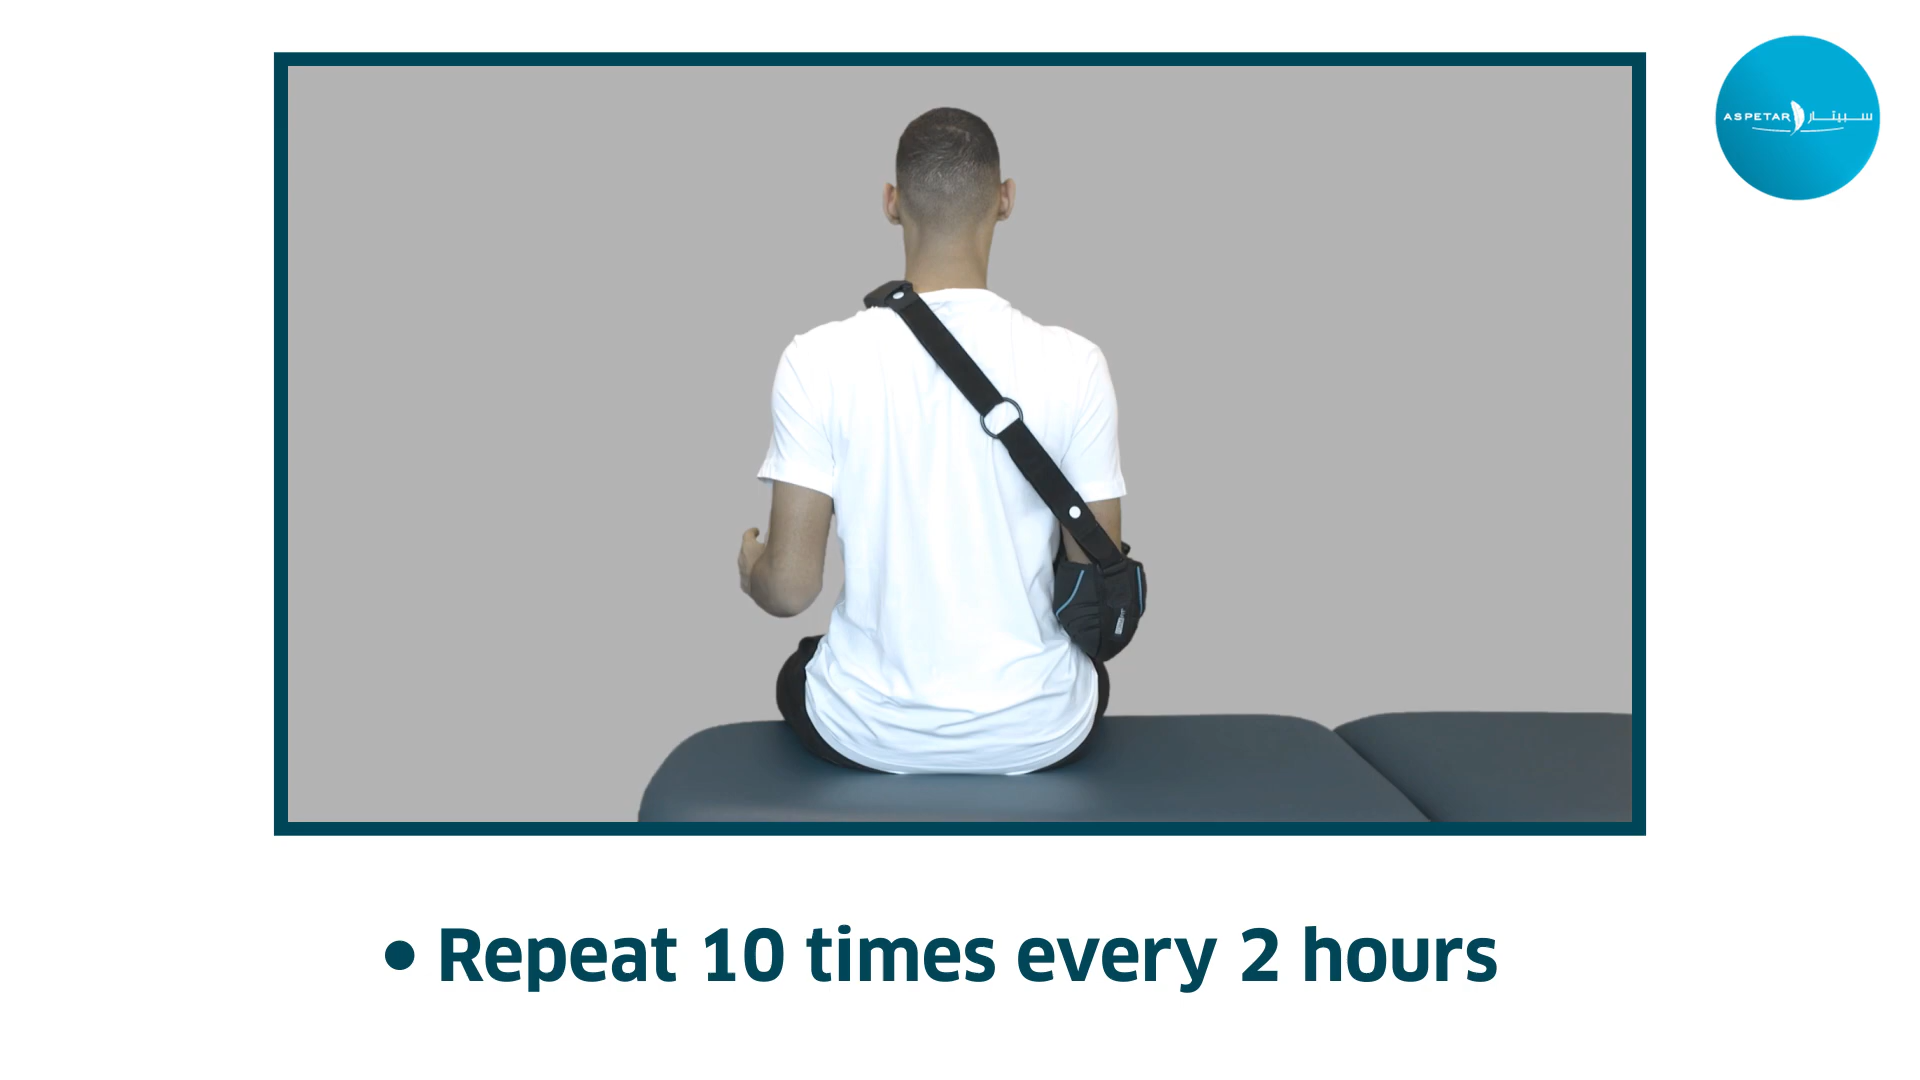 ASPETAR سبيتار
• Repeat 10 times every 2 hours